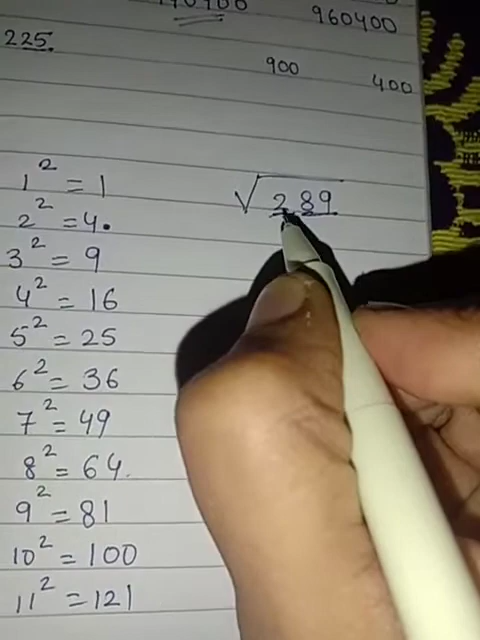 960400
225.
900
400
1² = 1
√289
2² = 4.
3² = 9
4² = 16
5² = 25
6² = 36
7² = 49
8² = 64.
9² = 81
10² = 100
11² = 121